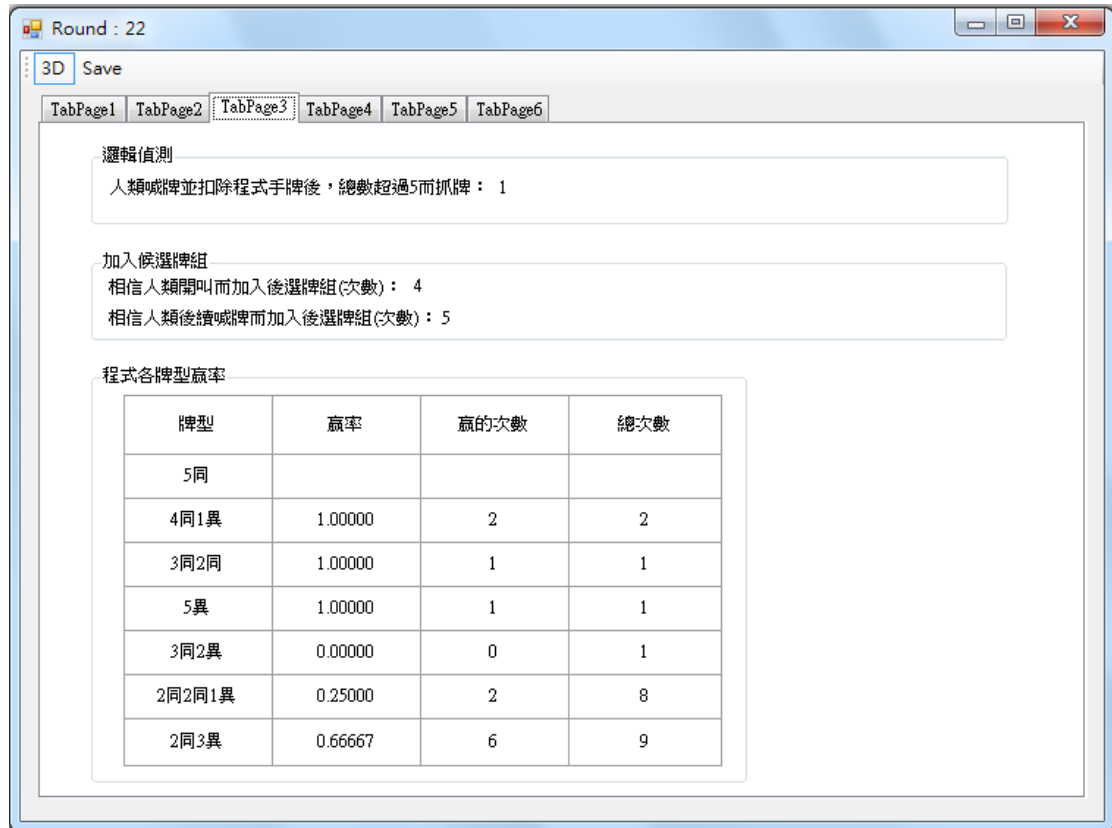 Round : 22
3D Save
TabPage1 TabPage2 TabPage3 TabPage4 TabPage5 TabPage6
邏輯偵測
人類喊牌並扣除程式手牌後，總數超過5而抓牌： 1
加入候選牌組
相信人類開叫而加入後選牌組(次數)： 4
相信人類後續喊牌而加入後選牌組(次數)：5
程式各牌型贏率
牌型 贏率 贏的次數 總次數
5同
4同1異 1.00000 2 2
3同2同 1.00000 1 1
5異 1.00000 1 1
3同2異 0.00000 0 1
2同2同1異 0.25000 2 8
2同3異 0.66667 6 9